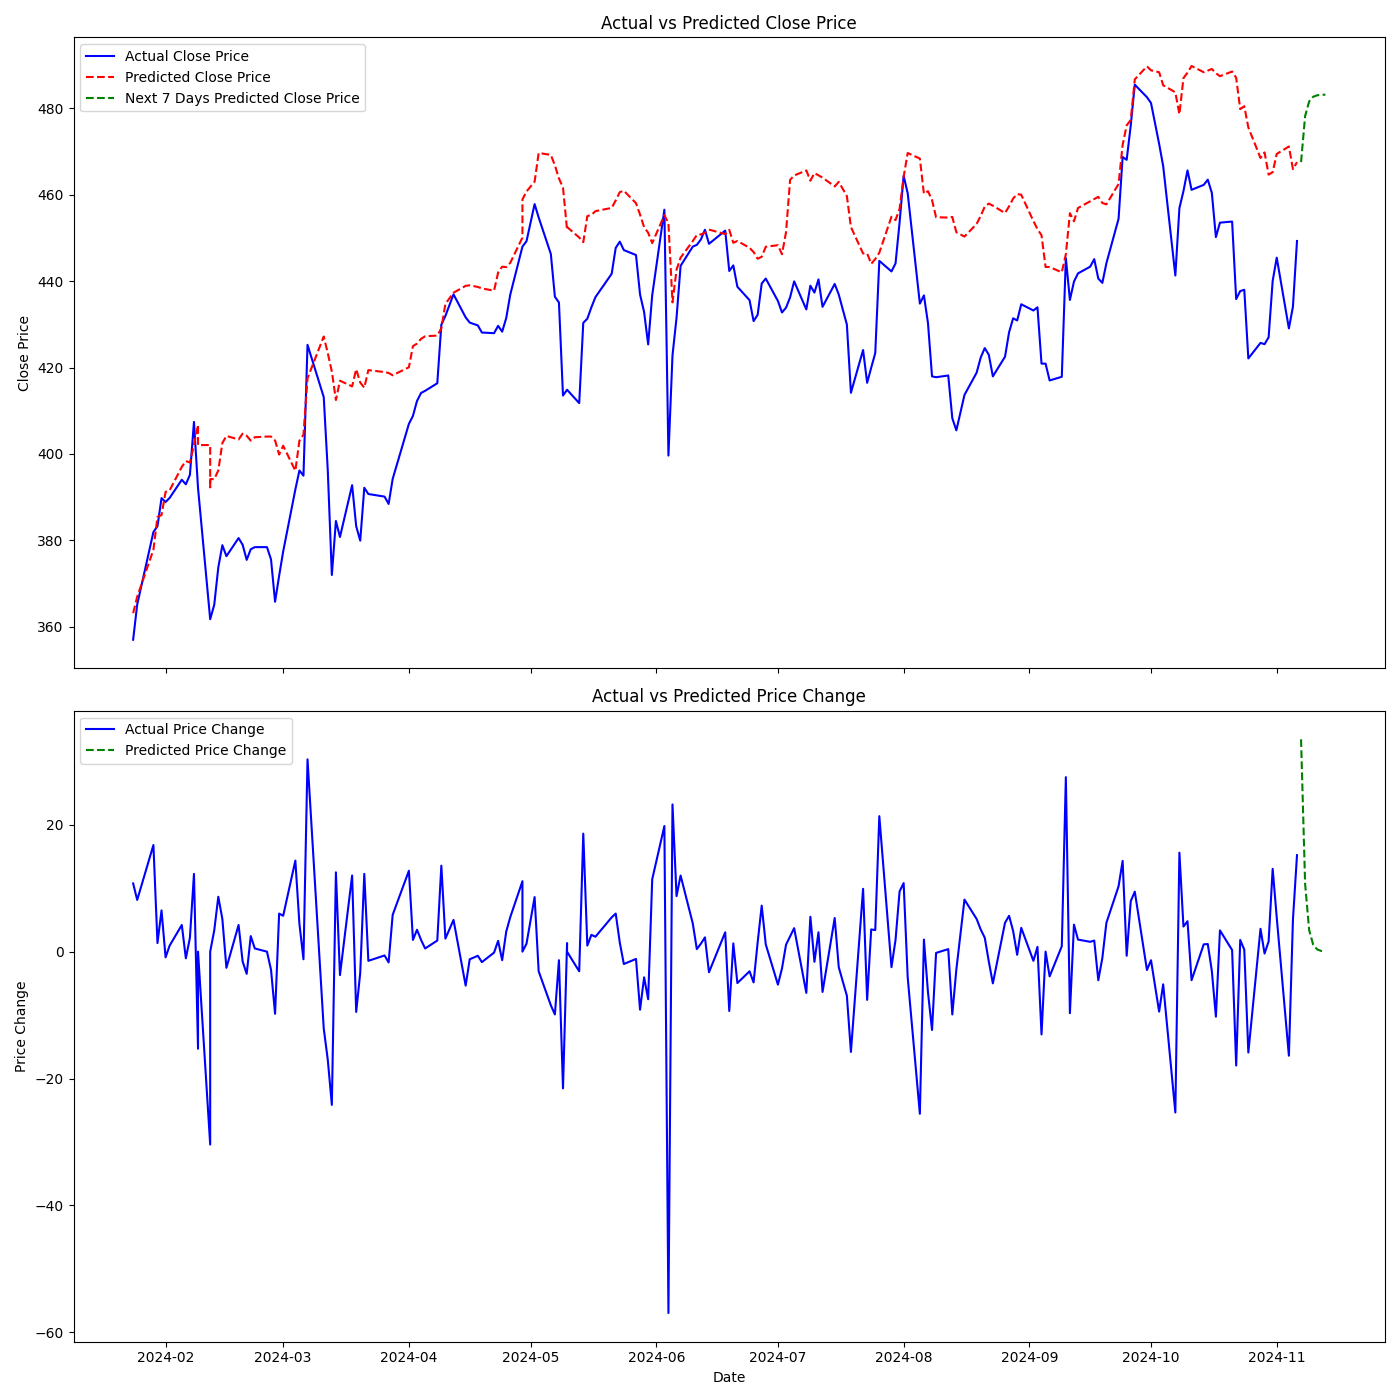 Actual vs Predicted Close Price
Actual Close Price
Predicted Close Price
Next 7 Days Predicted Close Price
Close Price
480
460
440
420
400
380
360
Actual vs Predicted Price Change
Actual Price Change
Predicted Price Change
Price Change
20
0
−20
−40
−60
2024-02 2024-03 2024-04 2024-05 2024-06 2024-07 2024-08 2024-09 2024-10 2024-11
Date